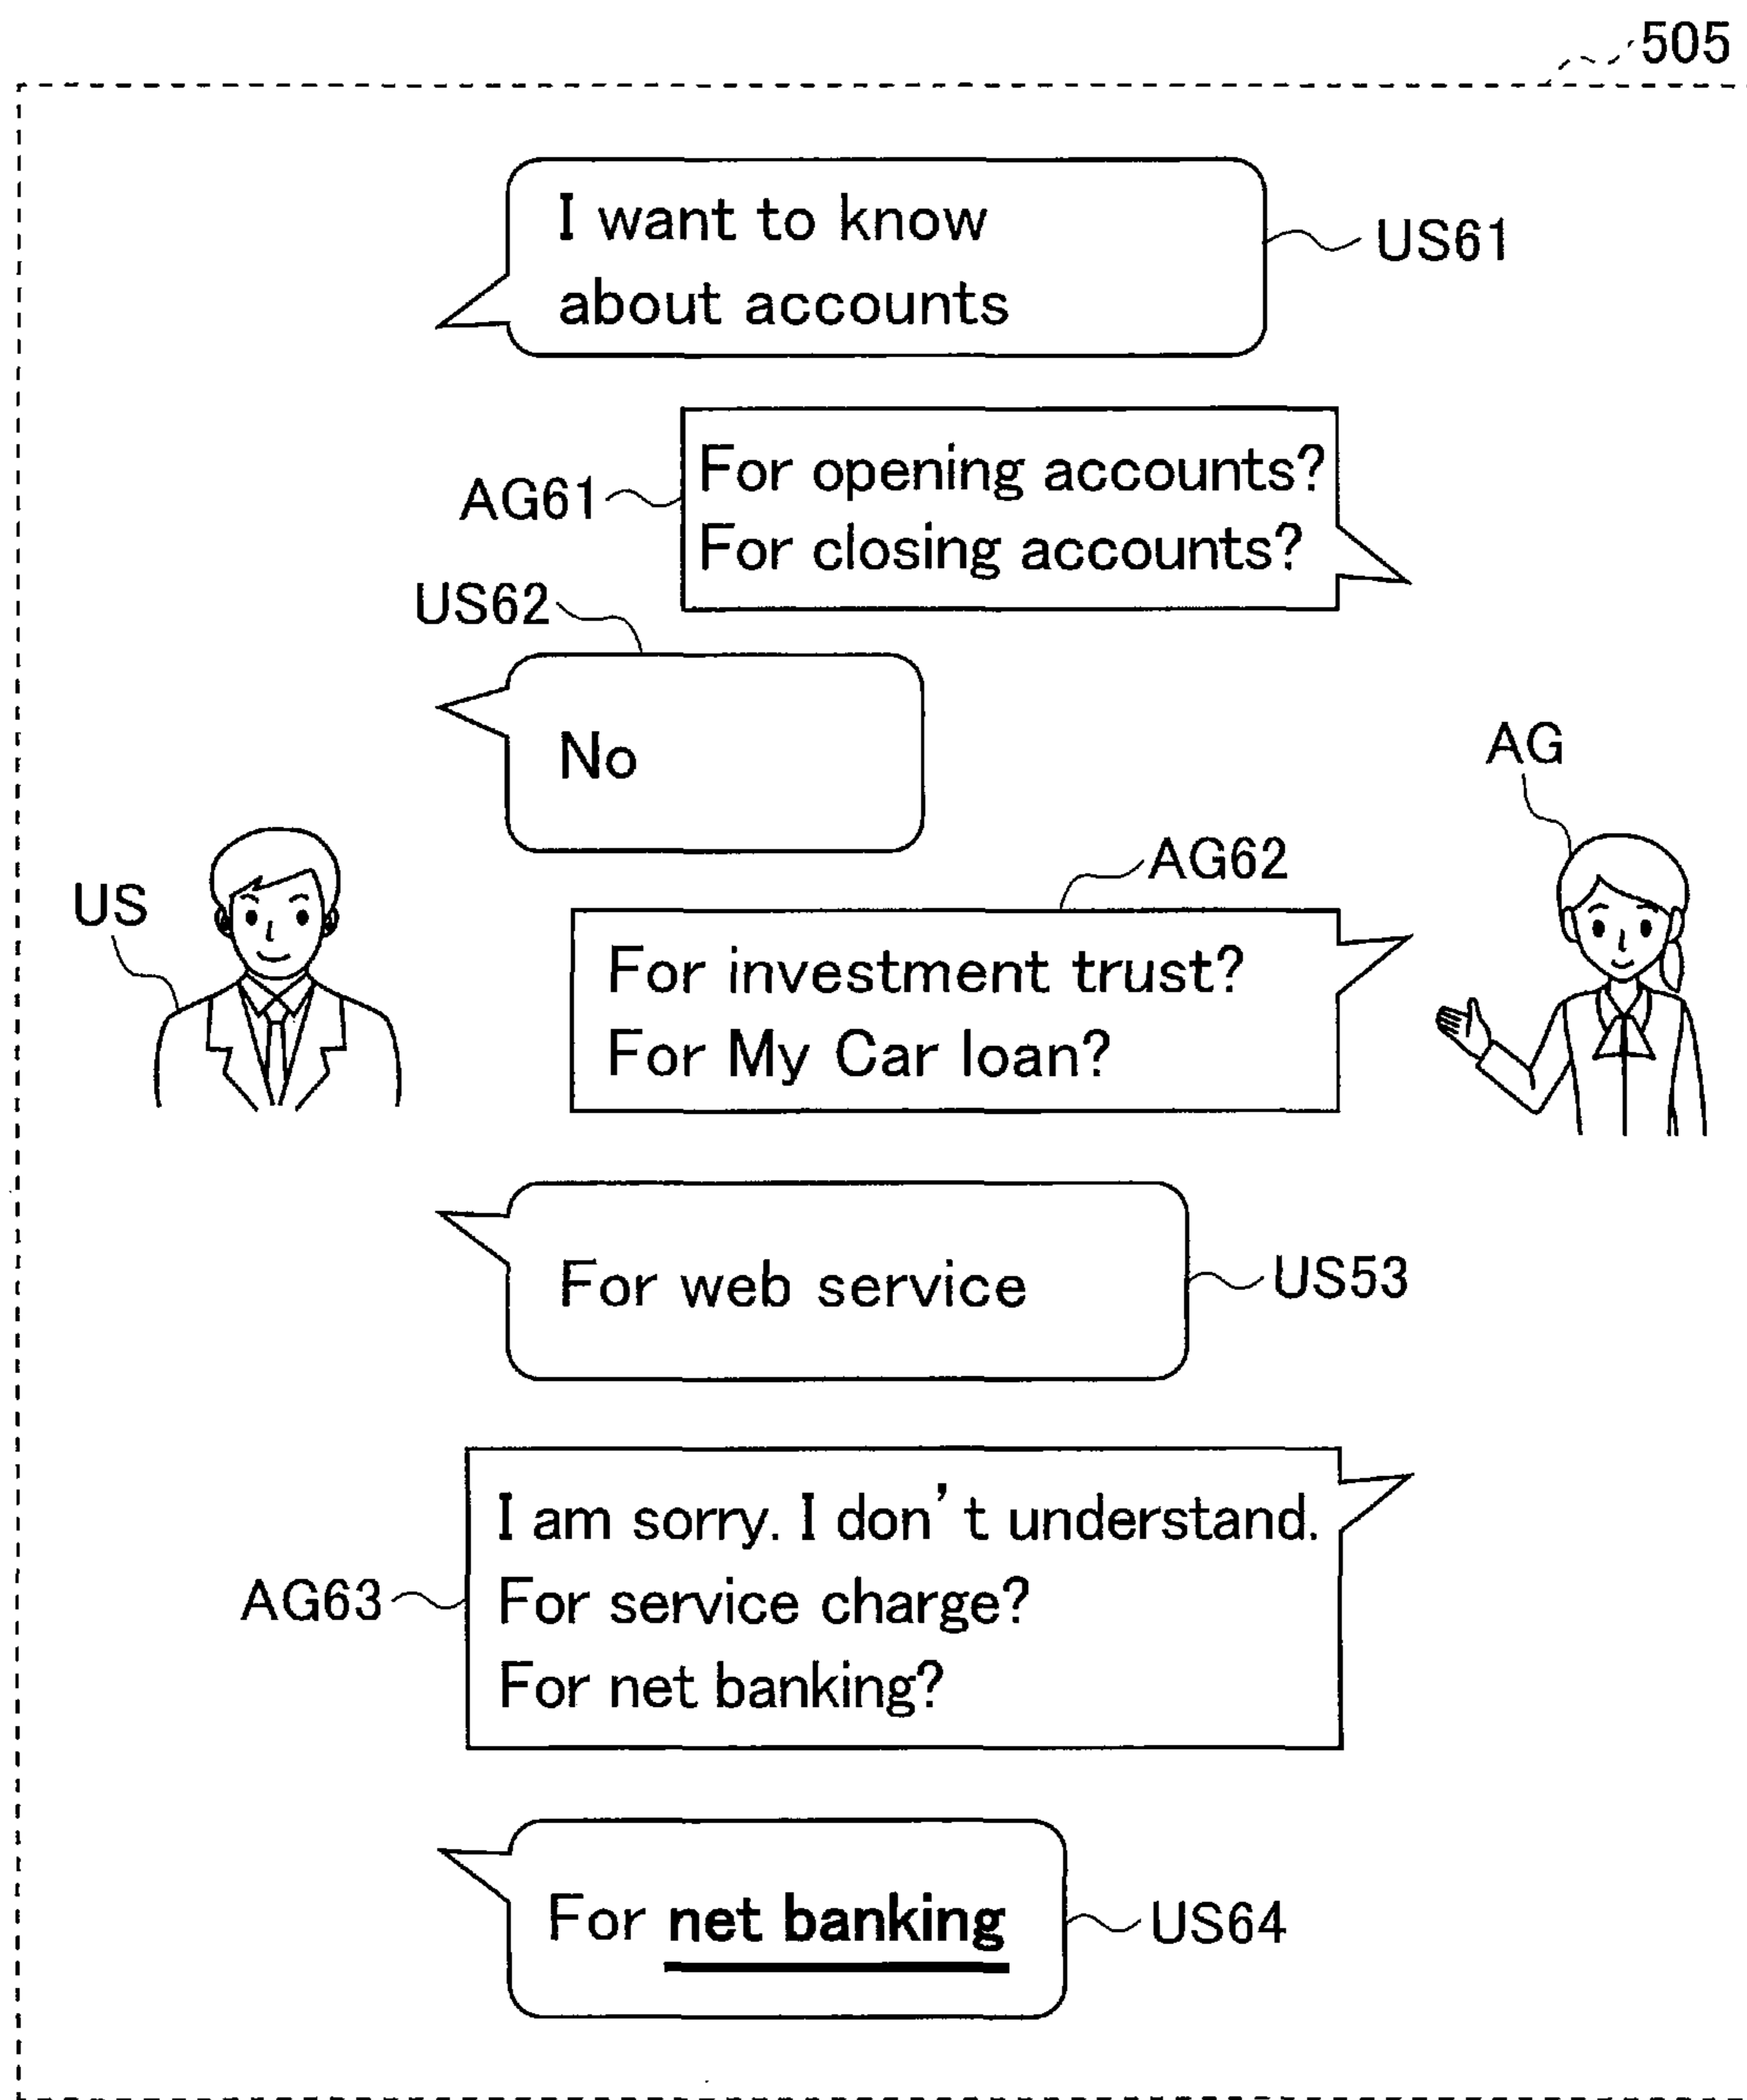 505
I want to know
about accounts
US61
AG61
For opening accounts?
For closing accounts?
US62
No
AG
US
AG62
For investment trust?
For My Car loan?
For web service
US53
I am sorry. I don't understand.
AG63
For service charge?
For net banking?
For net banking
US64